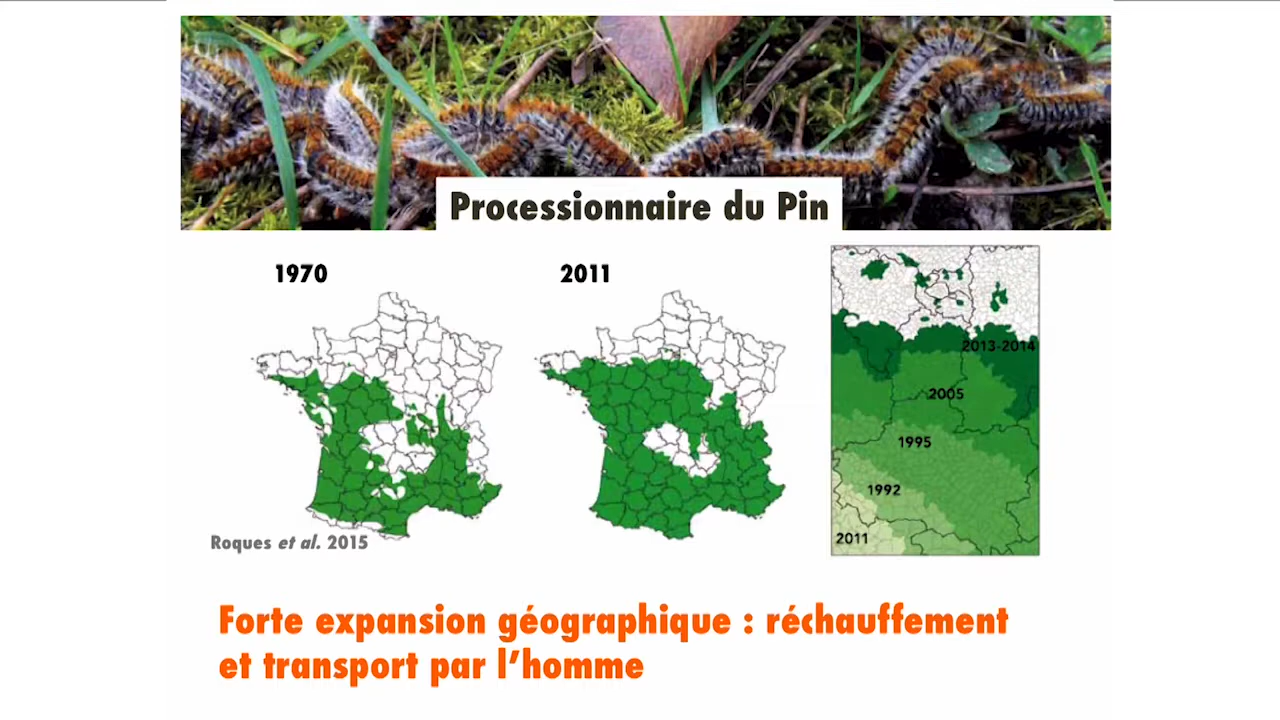 Processionnaire du Pin
1970
2011
2013-2014
2005
1995
1992
2011
Roques et al. 2015
Forte expansion géographique : réchauffement
et transport par l’homme